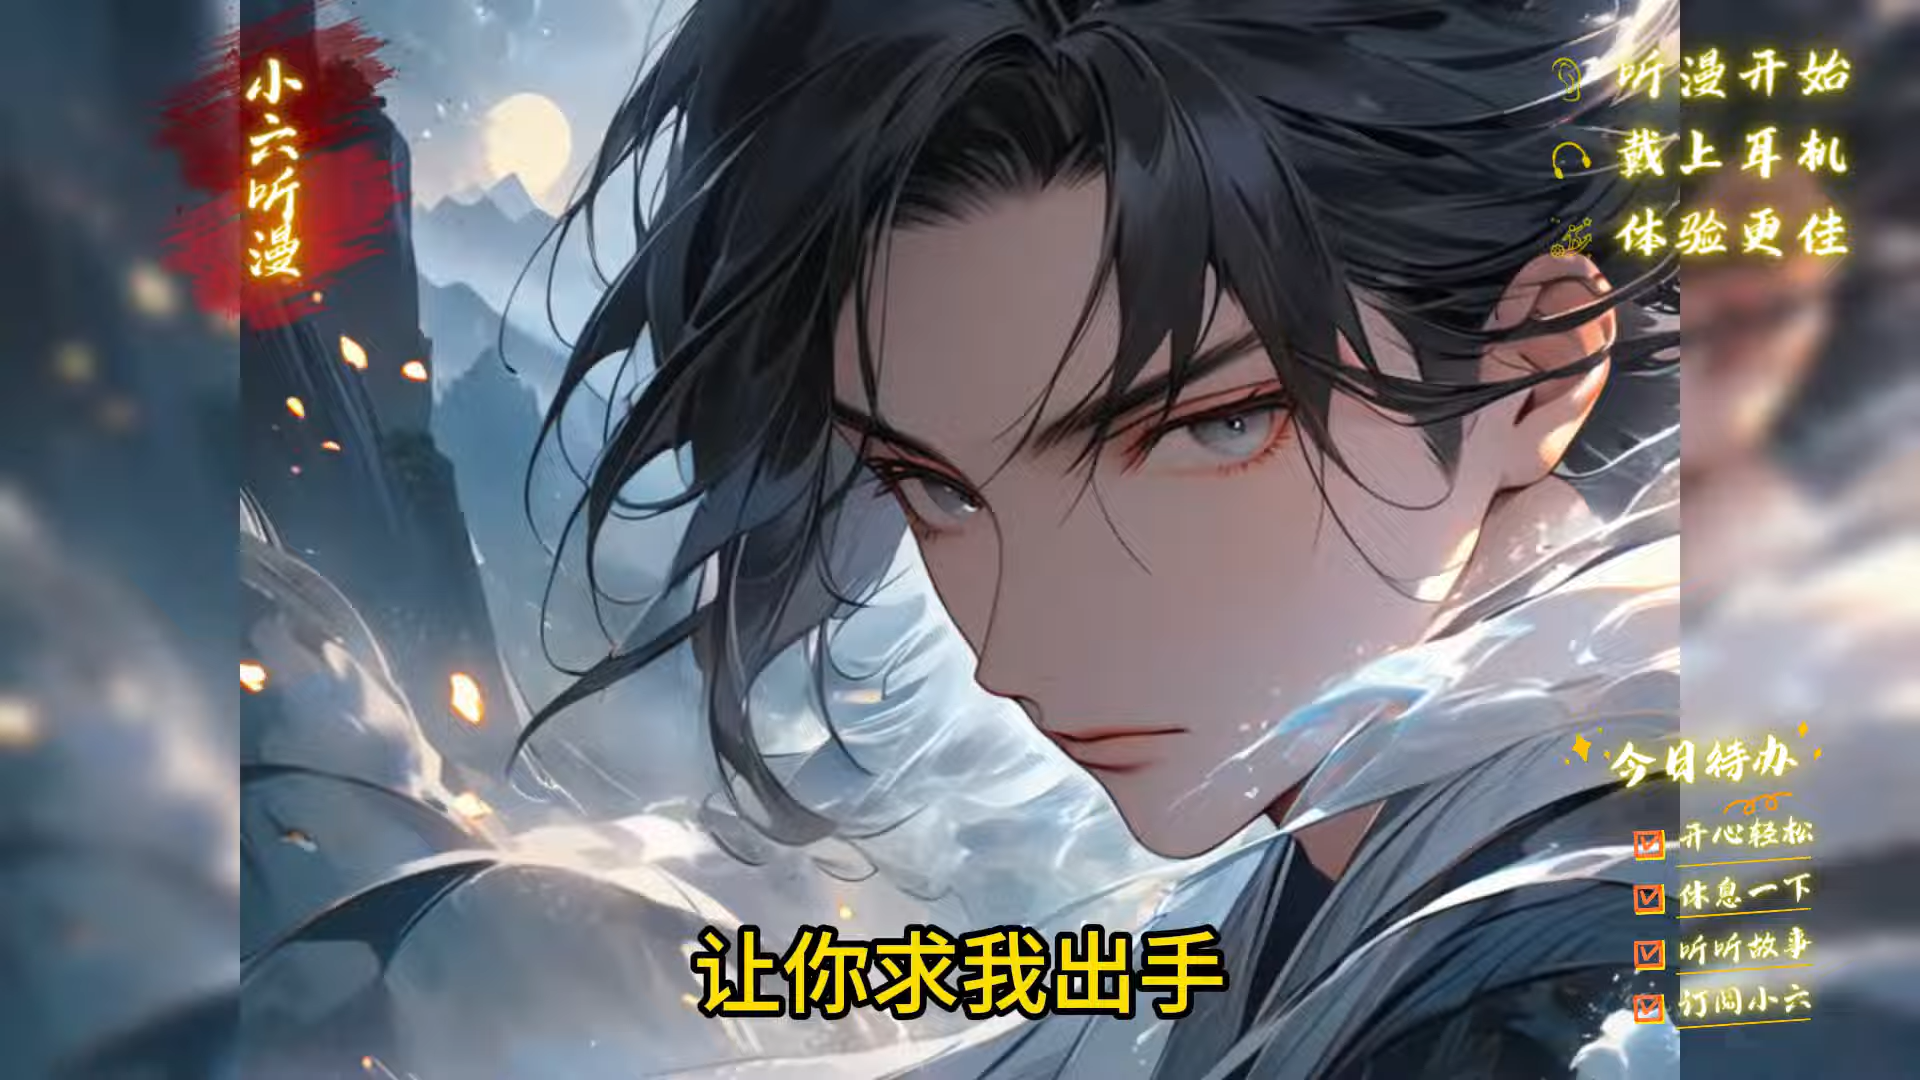 小六听漫
听漫开始
戴上耳机
体验更佳
今日待办
开心轻松
休息一下
听听故事
订阅小六
让你求我出手